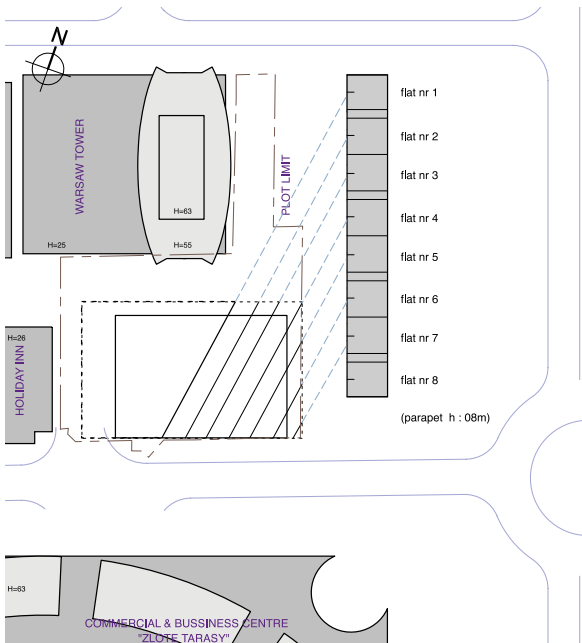 N
WARSAW TOWER
H=63
H=25
H=55
PLOT LIMIT
flat nr 1
flat nr 2
flat nr 3
flat nr 4
flat nr 5
flat nr 6
flat nr 7
flat nr 8
(parapet h : 08m)
H=26
HOLIDAY INN
H=63
COMMERCIAL & BUSSINESS CENTRE
"ZLOTE TARASY"